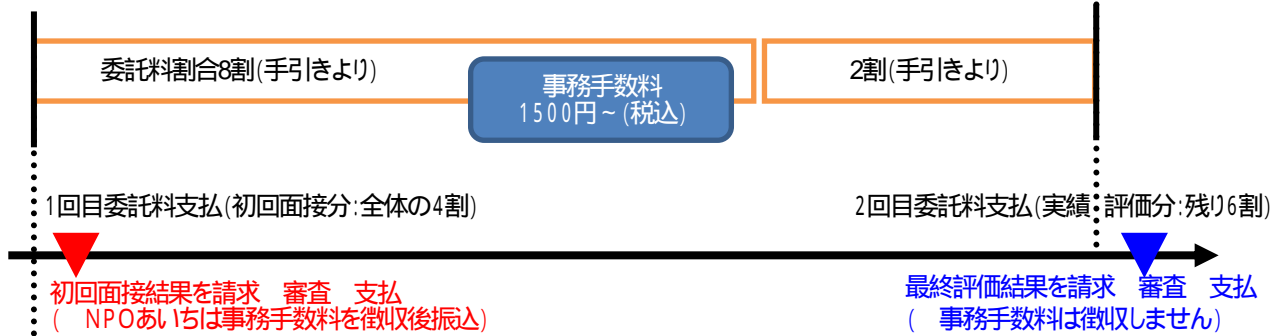 委託料割合8割(手引きより)
2割(手引きより)
事務手数料
1500円~(税込)
1回目委託料支払(初回面接分:全体の4割)
2回目委託料支払(実績 評価分:残り6割)
初回面接結果を請求 審査 支払
( NPOあいちは事務手数料を徴収後振込)
最終評価結果を請求 審査 支払
( 事務手数料は徴収しません)